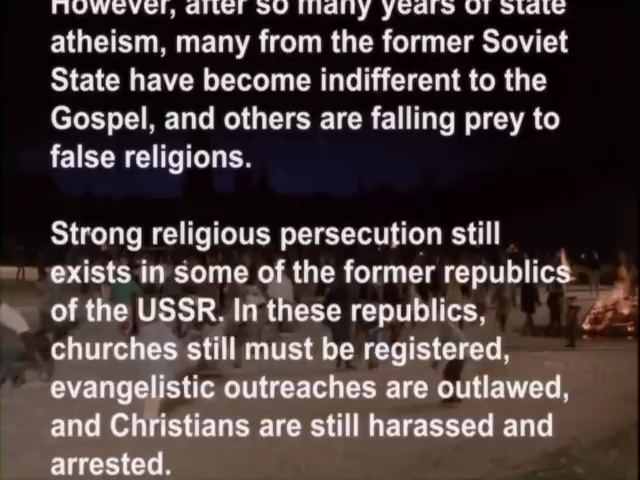 However, after so many years of state
atheism, many from the former Soviet
State have become indifferent to the
Gospel, and others are falling prey to
false religions.
Strong religious persecution still
exists in some of the former republics
of the USSR. In these republics,
churches still must be registered,
evangelistic outreaches are outlawed,
and Christians are still harassed and
arrested.